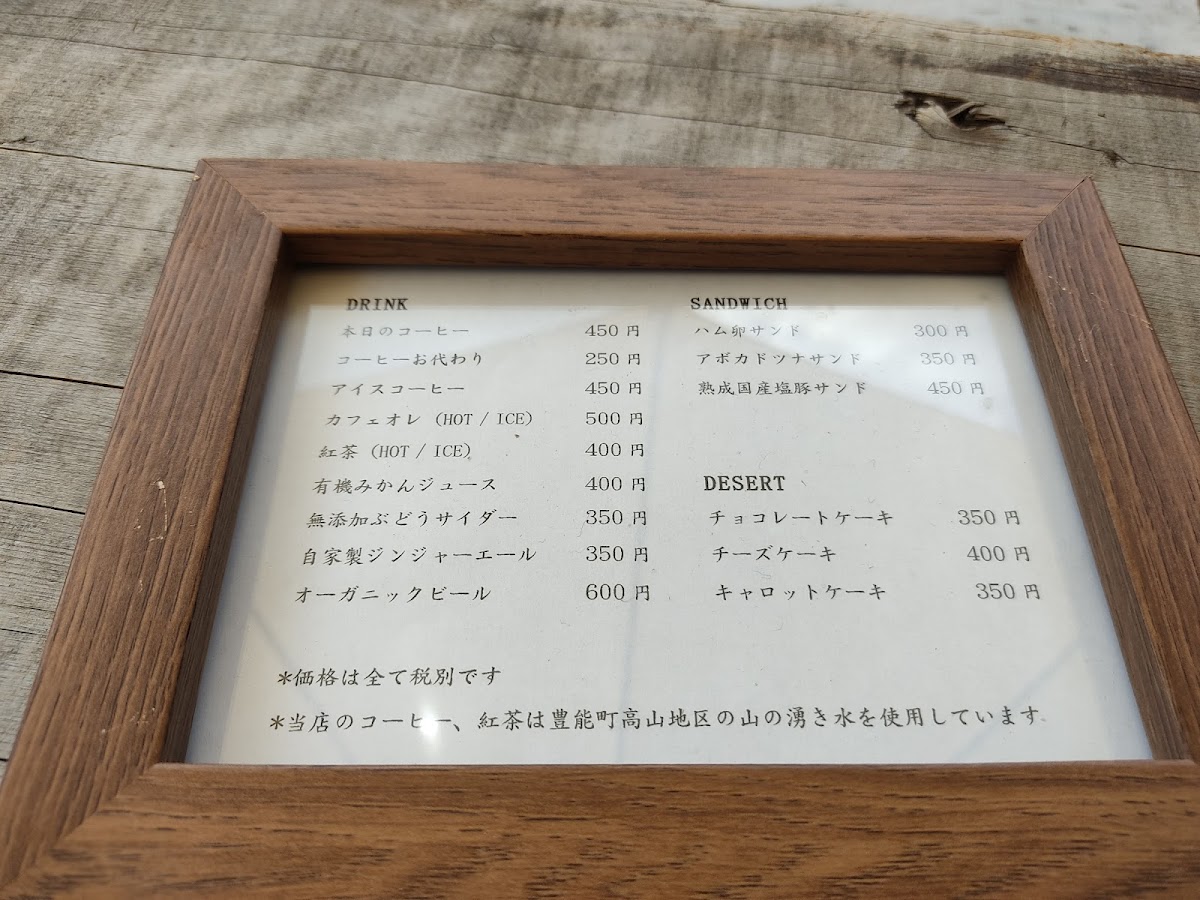 DRINK
本日のコーヒー 450 円
コーヒーお代わり 250 円
アイスコーヒー 450 円
カフェオレ (HOT / ICE) 500 円
紅茶 (HOT / ICE) 400 円
有機みかんジュース 400 円
無添加ぶどうサイダー 350 円
自家製ジンジャーエール 350 円
オーガニックビール 600 円
SANDWICH
ハム卵サンド 300 円
アボカドツナサンド 350 円
熟成国産塩豚サンド 450 円
DESERT
チョコレートケーキ 350 円
チーズケーキ 400 円
キャロットケーキ 350 円
*価格は全て税別です
*当店のコーヒー、紅茶は豊能町高山地区の山の湧き水を使用しています。